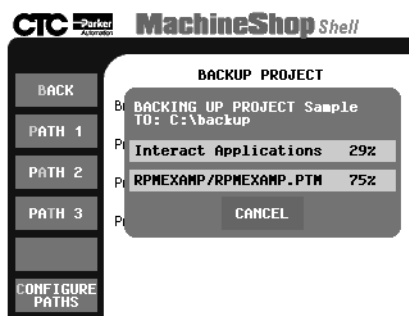 CTC Parker Automation MachineShop Shell
BACKUP PROJECT
BACK
PATH 1
PATH 2
PATH 3
CONFIGURE
PATHS
BACKING UP PROJECT Sample
TO: C:\backup
Interact Applications 29%
RPMEXAMP/RPMEXAMP.PTM 75%
CANCEL